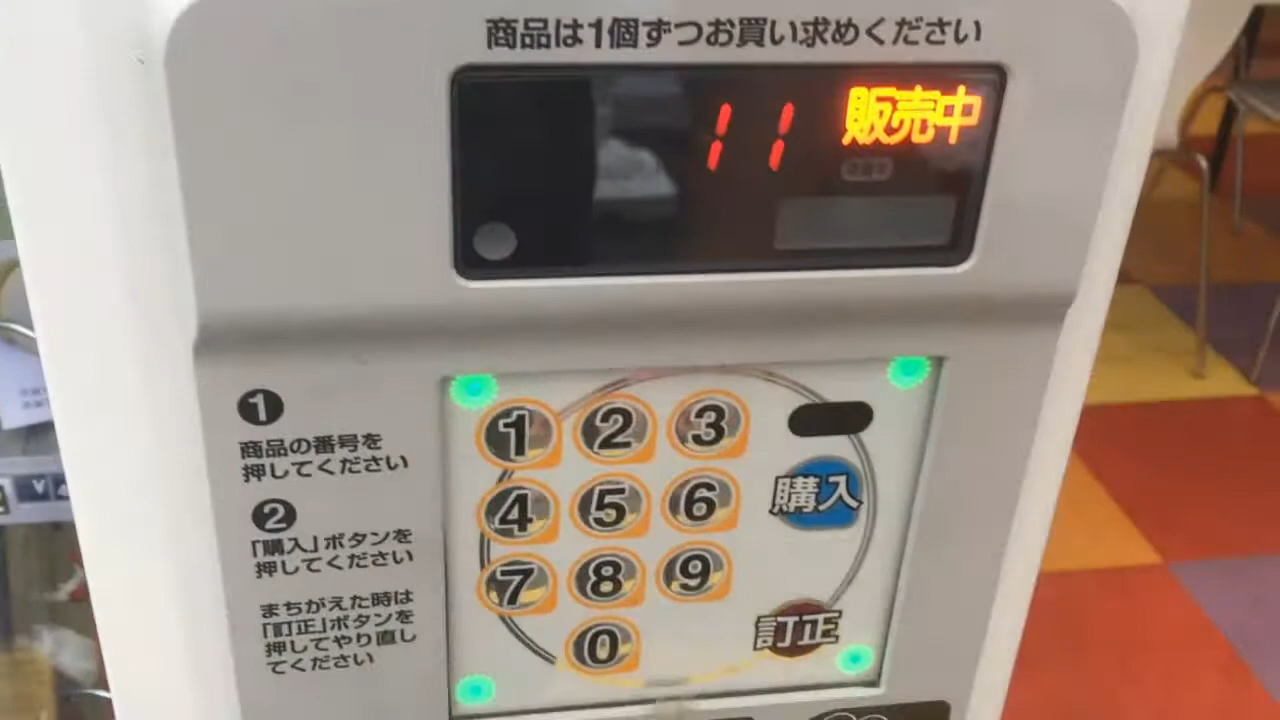 商品は1個ずつお買い求めください
11 販売中
1
商品の番号を
押してください
2
「購入」ボタンを
押してください
まちがえた時は
「訂正」ボタンを
押してやり直し
てください
1 2 3
4 5 6 購入
7 8 9
0 訂正